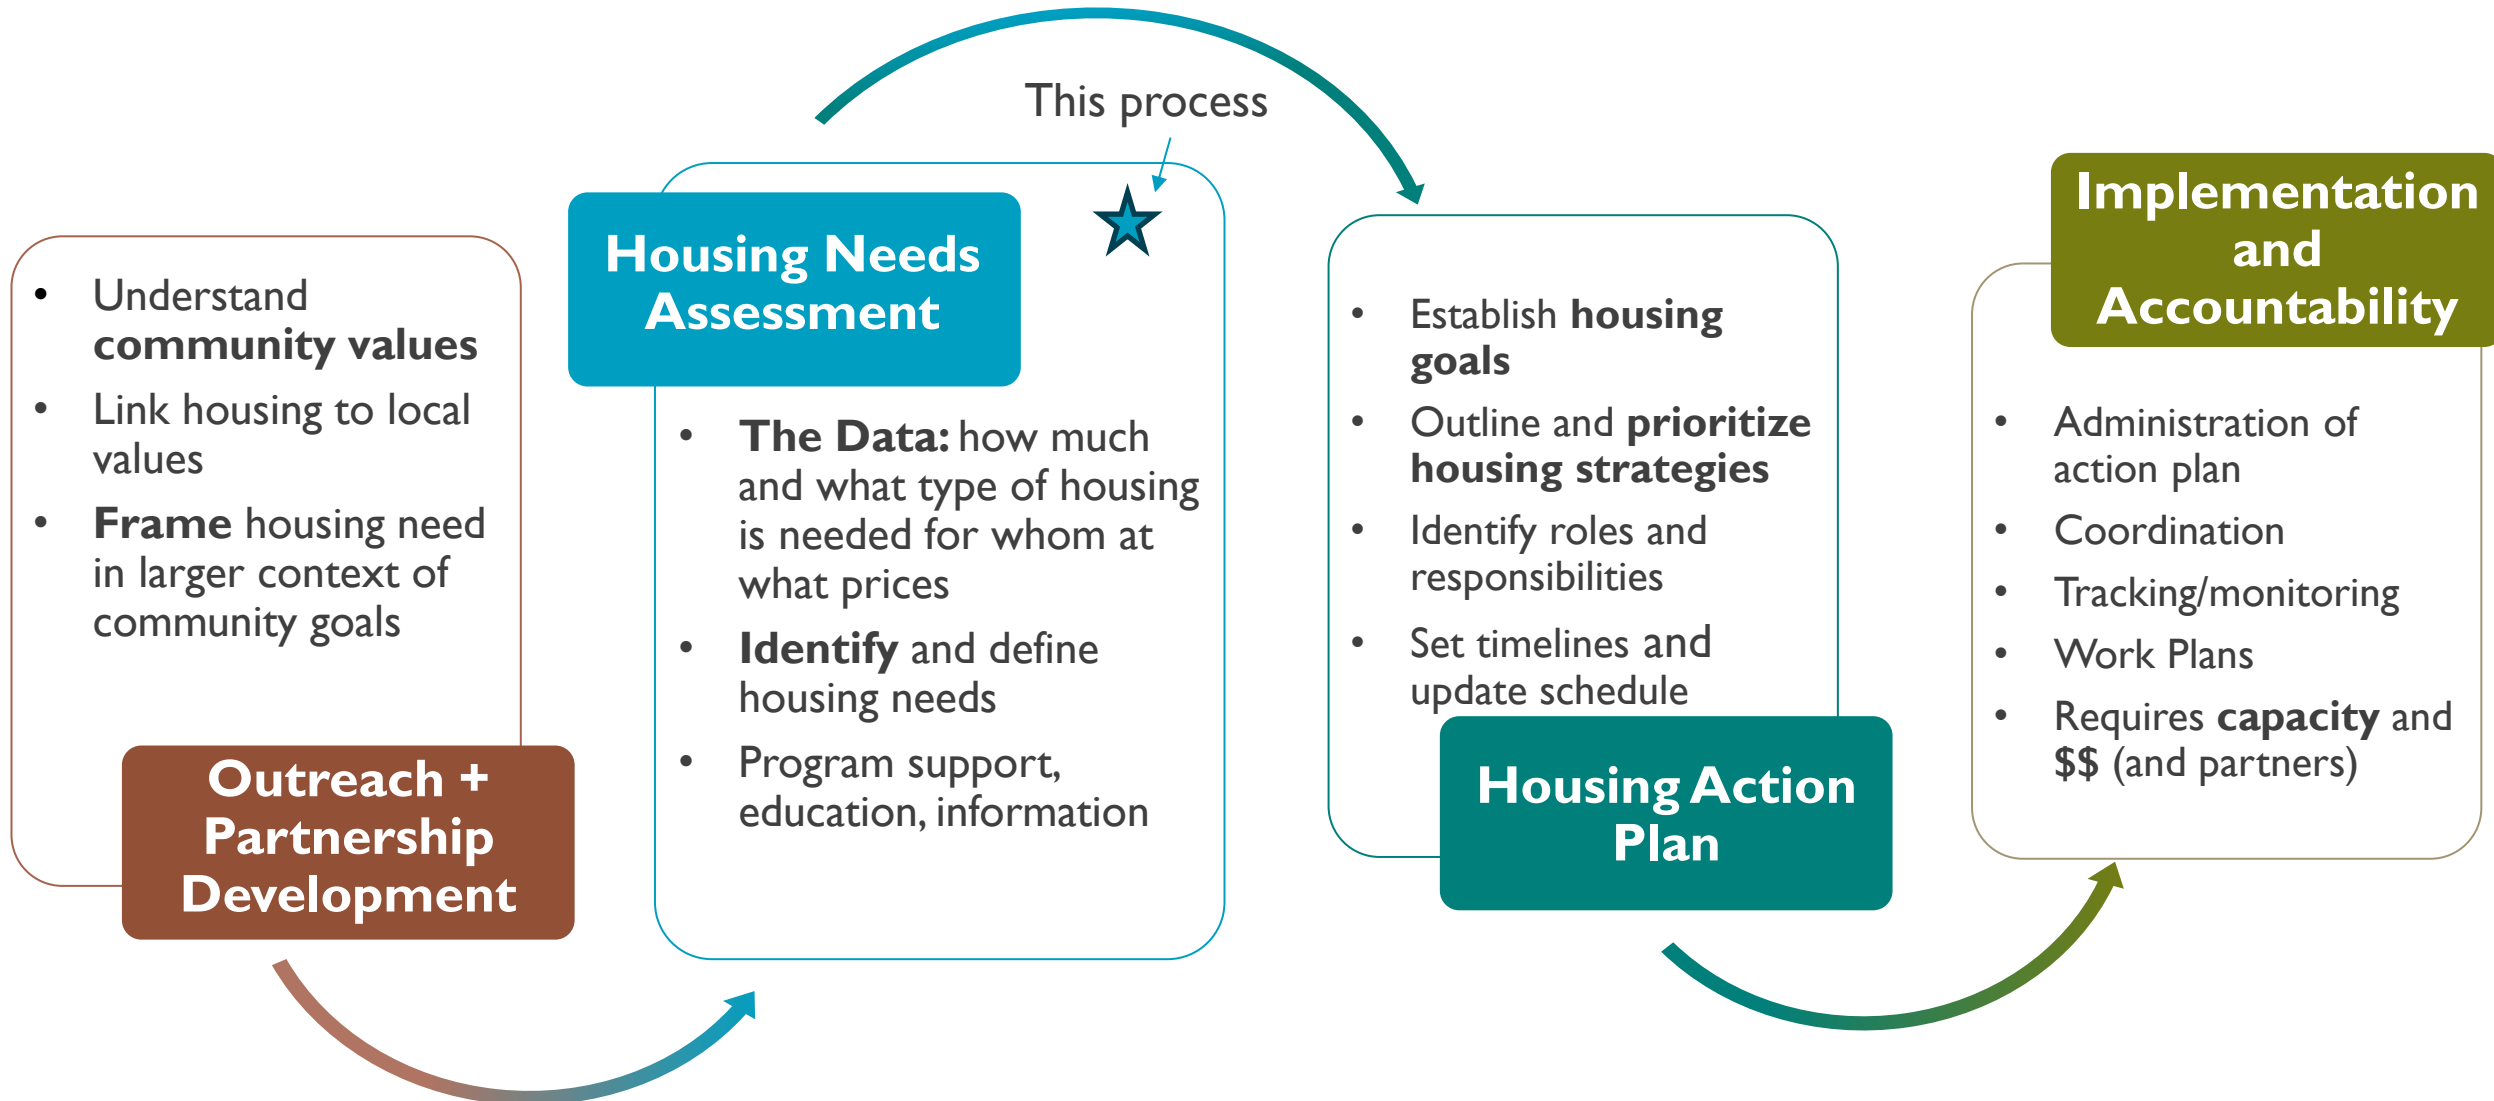 • Understand
community values
• Link housing to local
values
• Frame housing need
in larger context of
community goals
Outreach +
Partnership
Development
This process
Housing Needs
Assessment
• The Data: how much
and what type of housing
is needed for whom at
what prices
• Identify and define
housing needs
• Program support,
education, information
• Establish housing
goals
• Outline and prioritize
housing strategies
• Identify roles and
responsibilities
• Set timelines and
update schedule
Housing Action
Plan
Implementation
and
Accountability
• Administration of
action plan
• Coordination
• Tracking/monitoring
• Work Plans
• Requires capacity and
$$ (and partners)